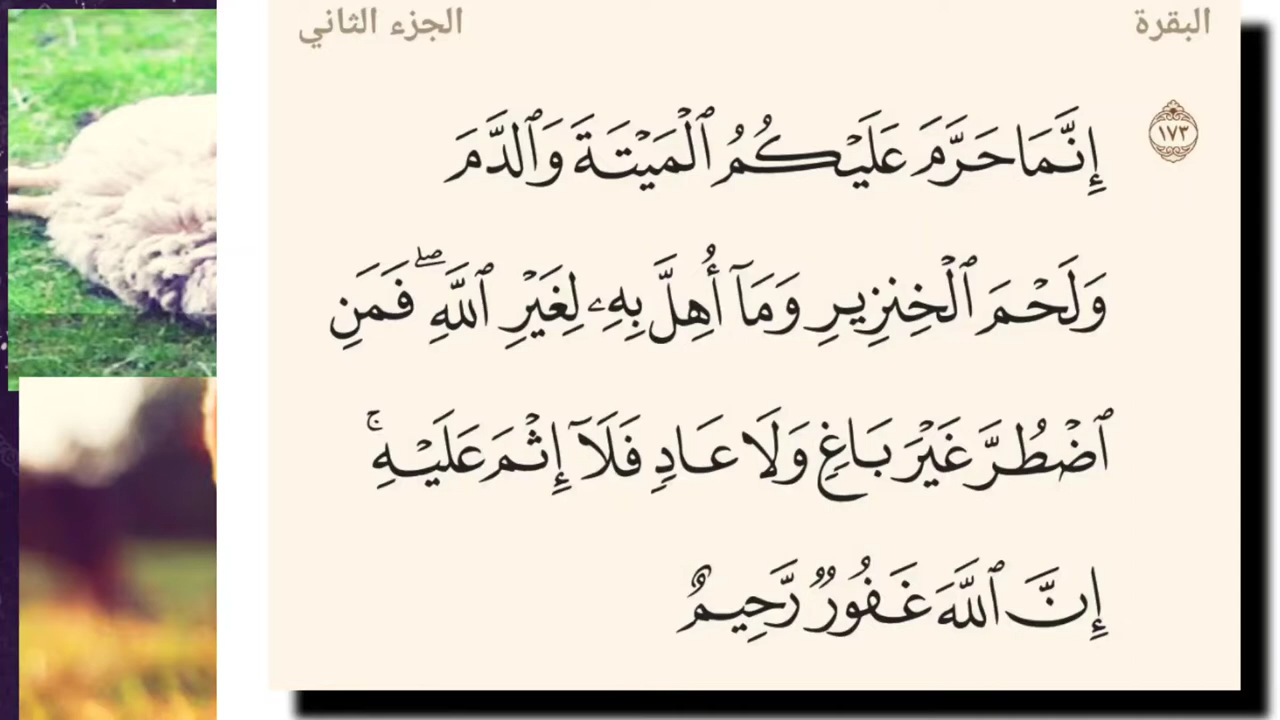 البقرة
الجزء الثاني
١٧٣
إِنَّمَا حَرَّمَ عَلَيْكُمُ ٱلْمَيْتَةَ وَٱلدَّمَ
وَلَحْمَ ٱلْخِنزِيرِ وَمَآ أُهِلَّ بِهِۦ لِغَيْرِ ٱللَّهِ ۖ فَمَنِ
ٱضْطُرَّ غَيْرَ بَاغٍ وَلَا عَادٍ فَلَآ إِثْمَ عَلَيْهِ ۚ
إِنَّ ٱللَّهَ غَفُورٌ رَّحِيمٌ